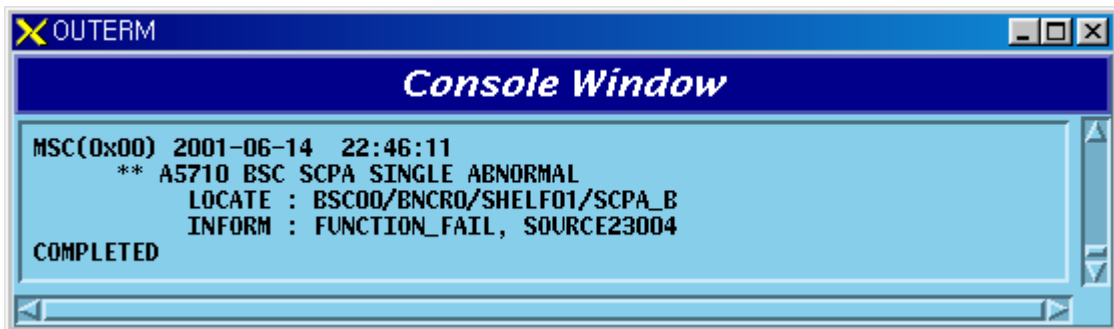 OUTERM
Console Window
MSC(0x00) 2001-06-14 22:46:11
** A5710 BSC SCPA SINGLE ABNORMAL
LOCATE : BSC00/BNCR0/SHELF01/SCPA_B
INFORM : FUNCTION_FAIL, SOURCE23004
COMPLETED